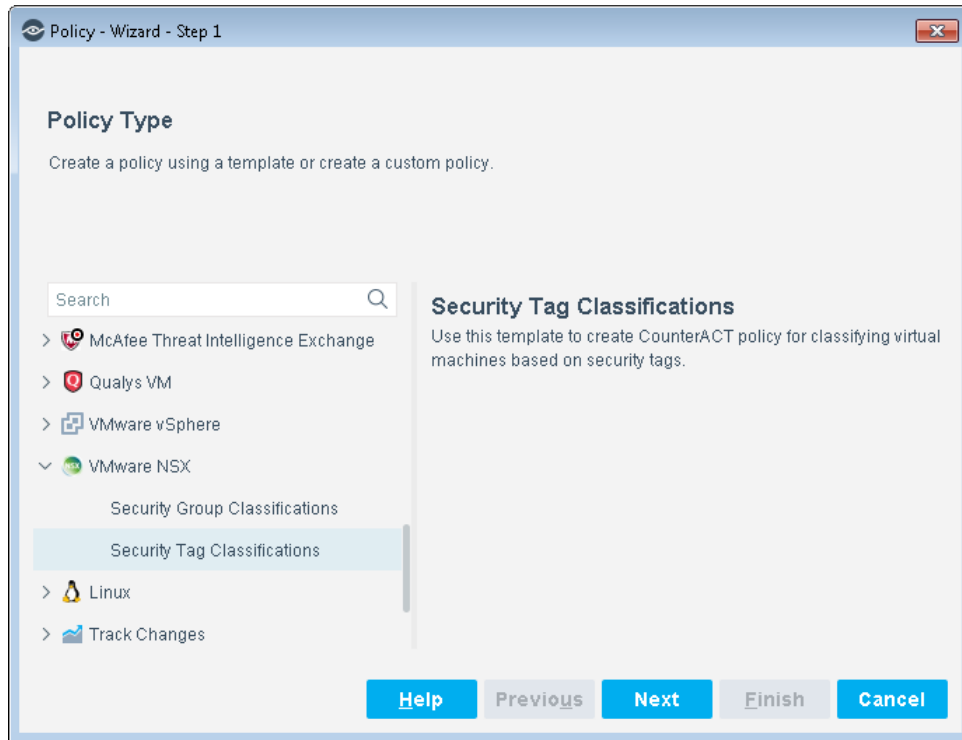 Policy - Wizard - Step 1
Policy Type
Create a policy using a template or create a custom policy.
Search
McAfee Threat Intelligence Exchange
Qualys VM
VMware vSphere
VMware NSX
Security Group Classifications
Security Tag Classifications
Linux
Track Changes
Security Tag Classifications
Use this template to create CounterACT policy for classifying virtual
machines based on security tags.
Help Previous Next Finish Cancel